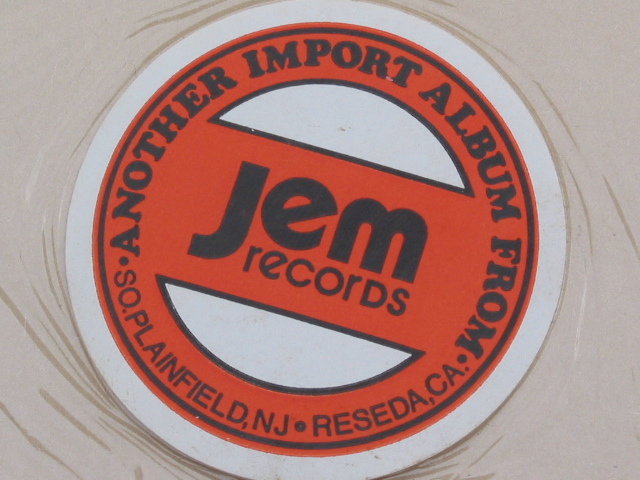 ANOTHER IMPORT ALBUM FROM
Jem
records
SO.PLAINFIELD,NJ • RESEDA,CA.